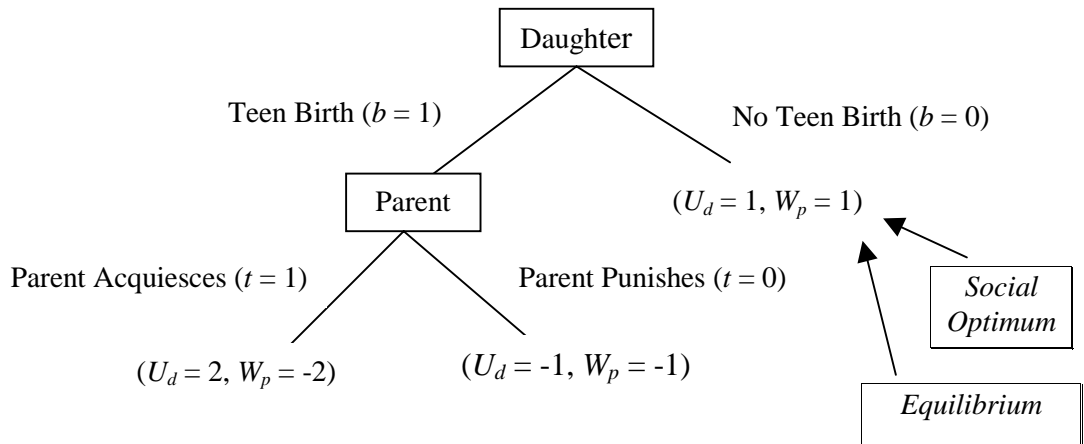 Daughter
Teen Birth (b = 1)
No Teen Birth (b = 0)
Parent
(U_d = 1, W_p = 1)
Parent Acquiesces (t = 1)
Parent Punishes (t = 0)
Social
Optimum
(U_d = 2, W_p = -2)
(U_d = -1, W_p = -1)
Equilibrium